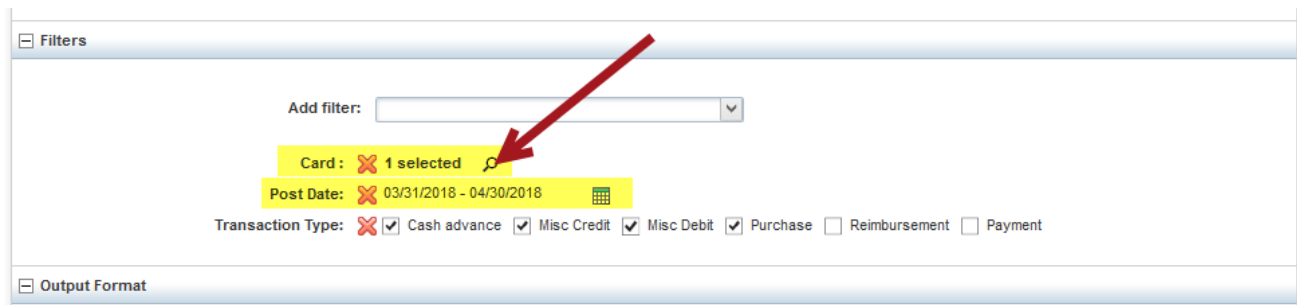 Filters
Add filter:
Card : 1 selected
Post Date: 03/31/2018 - 04/30/2018
Transaction Type: Cash advance Misc Credit Misc Debit Purchase Reimbursement Payment
Output Format